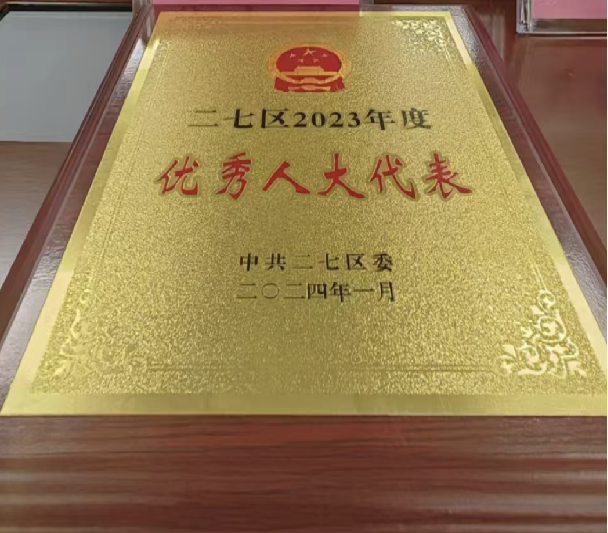 二七区2023年度
优秀人大代表
中共二七区委
二〇二四年一月